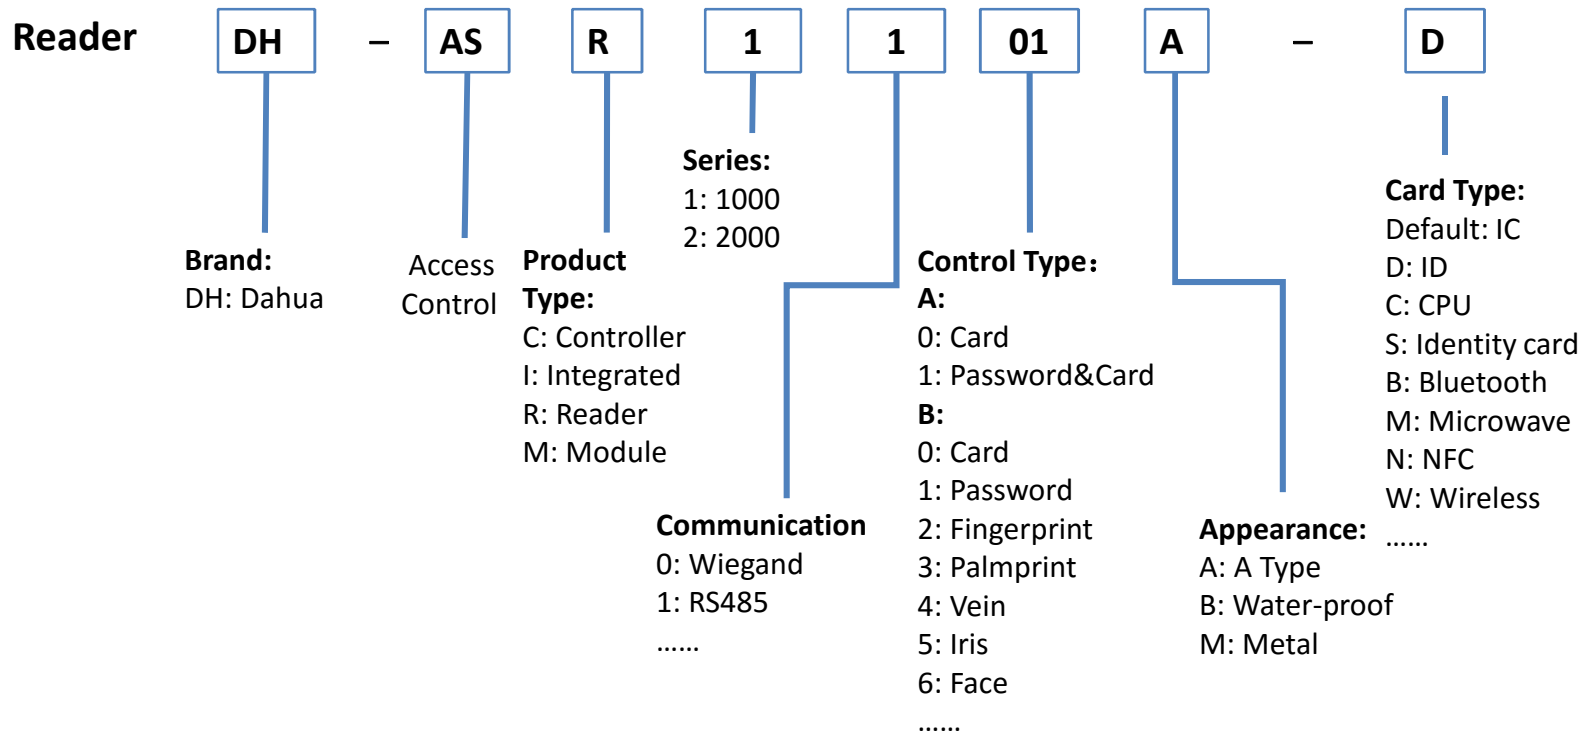 Reader DH – AS R 1 1 01 A – D
Brand:
DH: Dahua
Access
Control
Product
Type:
C: Controller
I: Integrated
R: Reader
M: Module
Series:
1: 1000
2: 2000
Communication
0: Wiegand
1: RS485
......
Control Type：
A:
0: Card
1: Password&Card
B:
0: Card
1: Password
2: Fingerprint
3: Palmprint
4: Vein
5: Iris
6: Face
......
Appearance:
A: A Type
B: Water-proof
M: Metal
Card Type:
Default: IC
D: ID
C: CPU
S: Identity card
B: Bluetooth
M: Microwave
N: NFC
W: Wireless
......